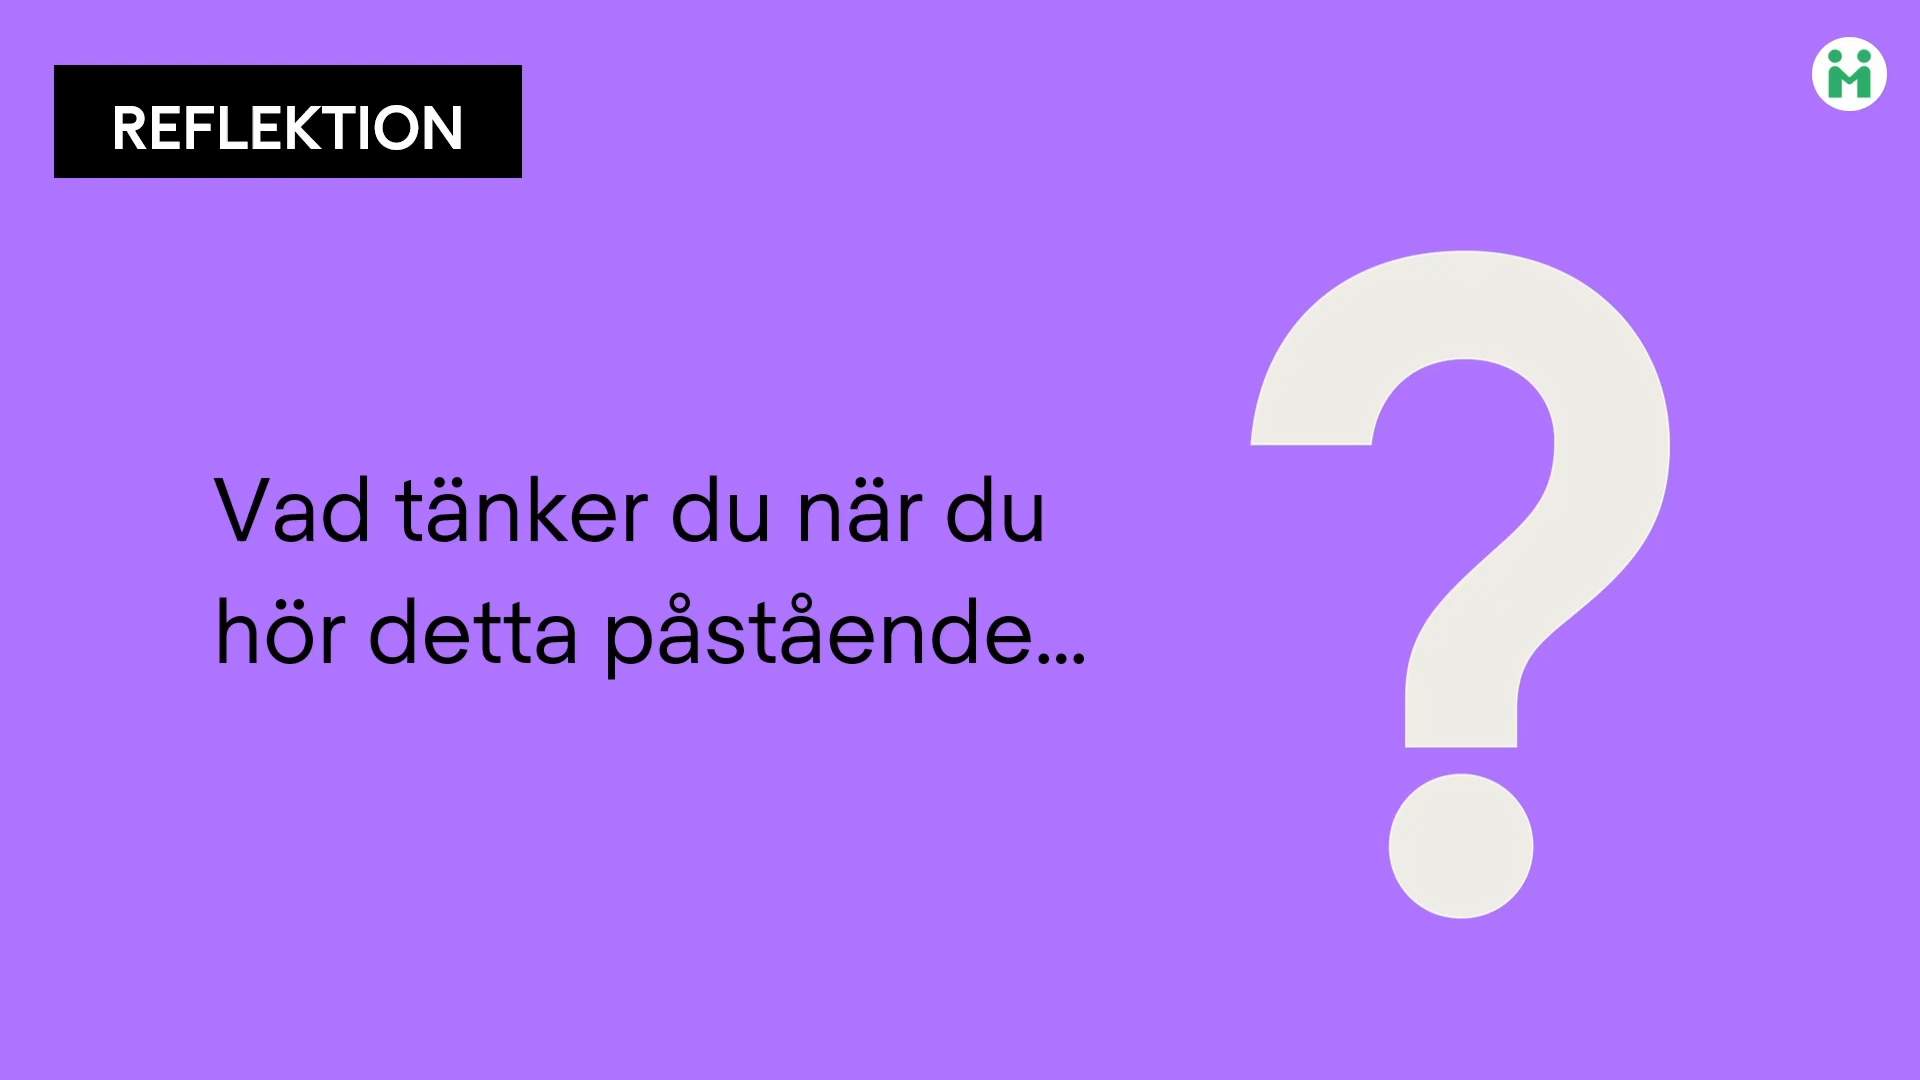 REFLEKTION
Vad tänker du när du
hör detta påstående...
?